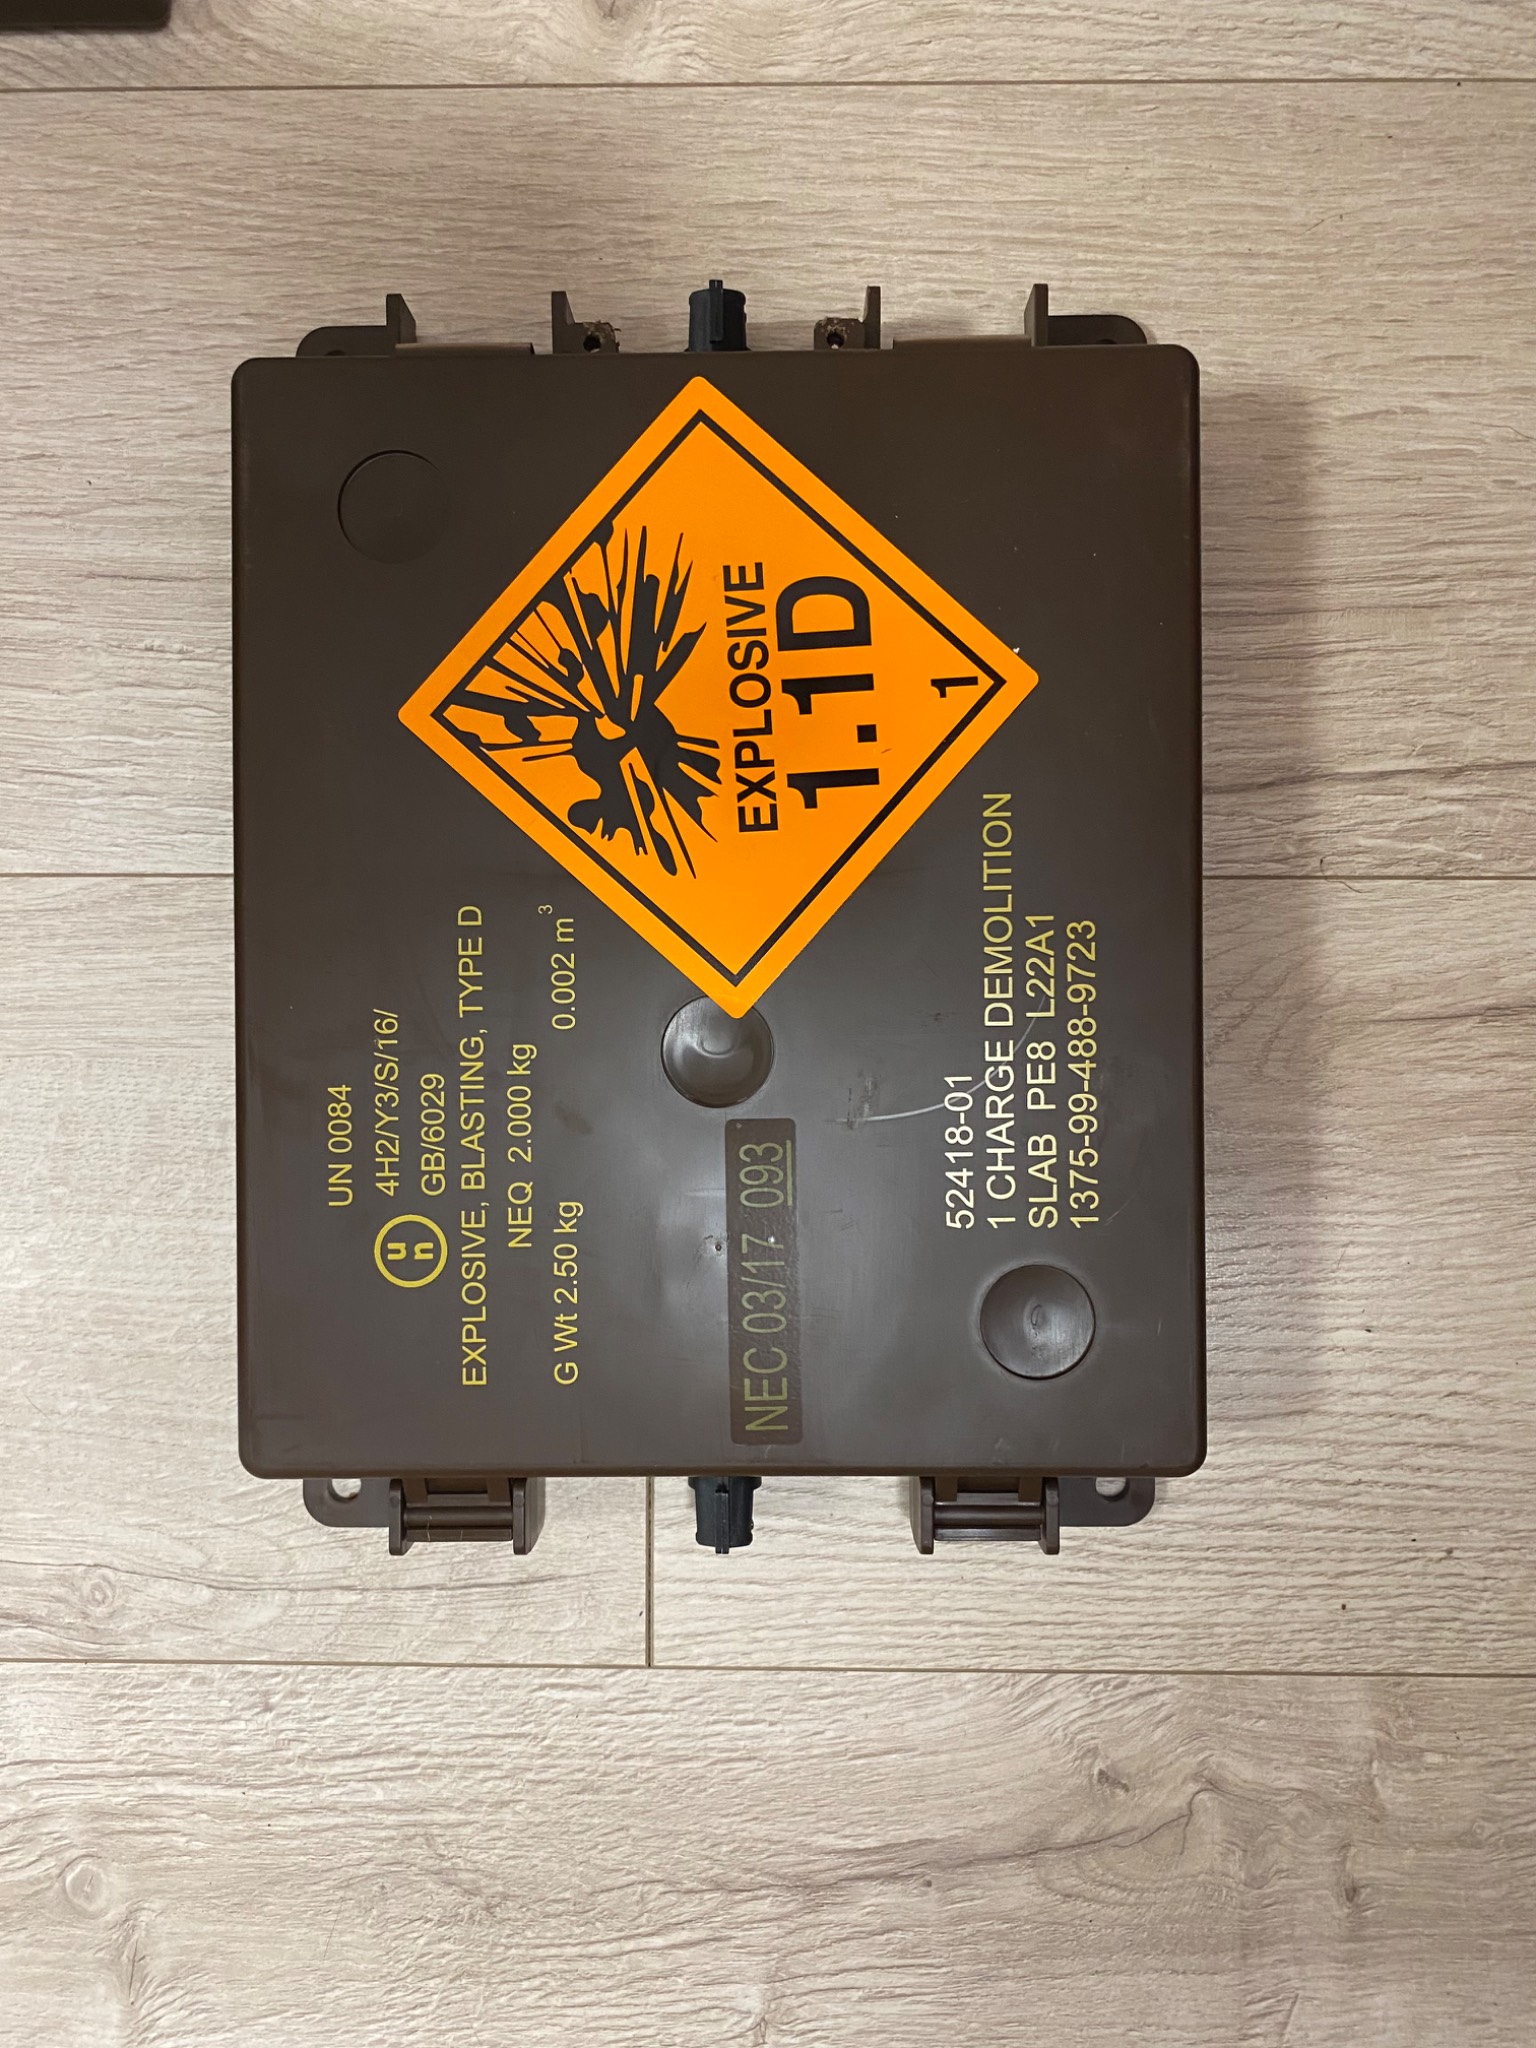 UN 0084
un
4H2/Y3/S/16/
GB/6029
EXPLOSIVE, BLASTING, TYPE D
NEQ 2.000 kg
G Wt 2.50 kg 0.002 m³
EXPLOSIVE
1.1D
1
NEC 03/17 093
52418-01
1 CHARGE DEMOLITION
SLAB PE8 L22A1
1375-99-488-9723